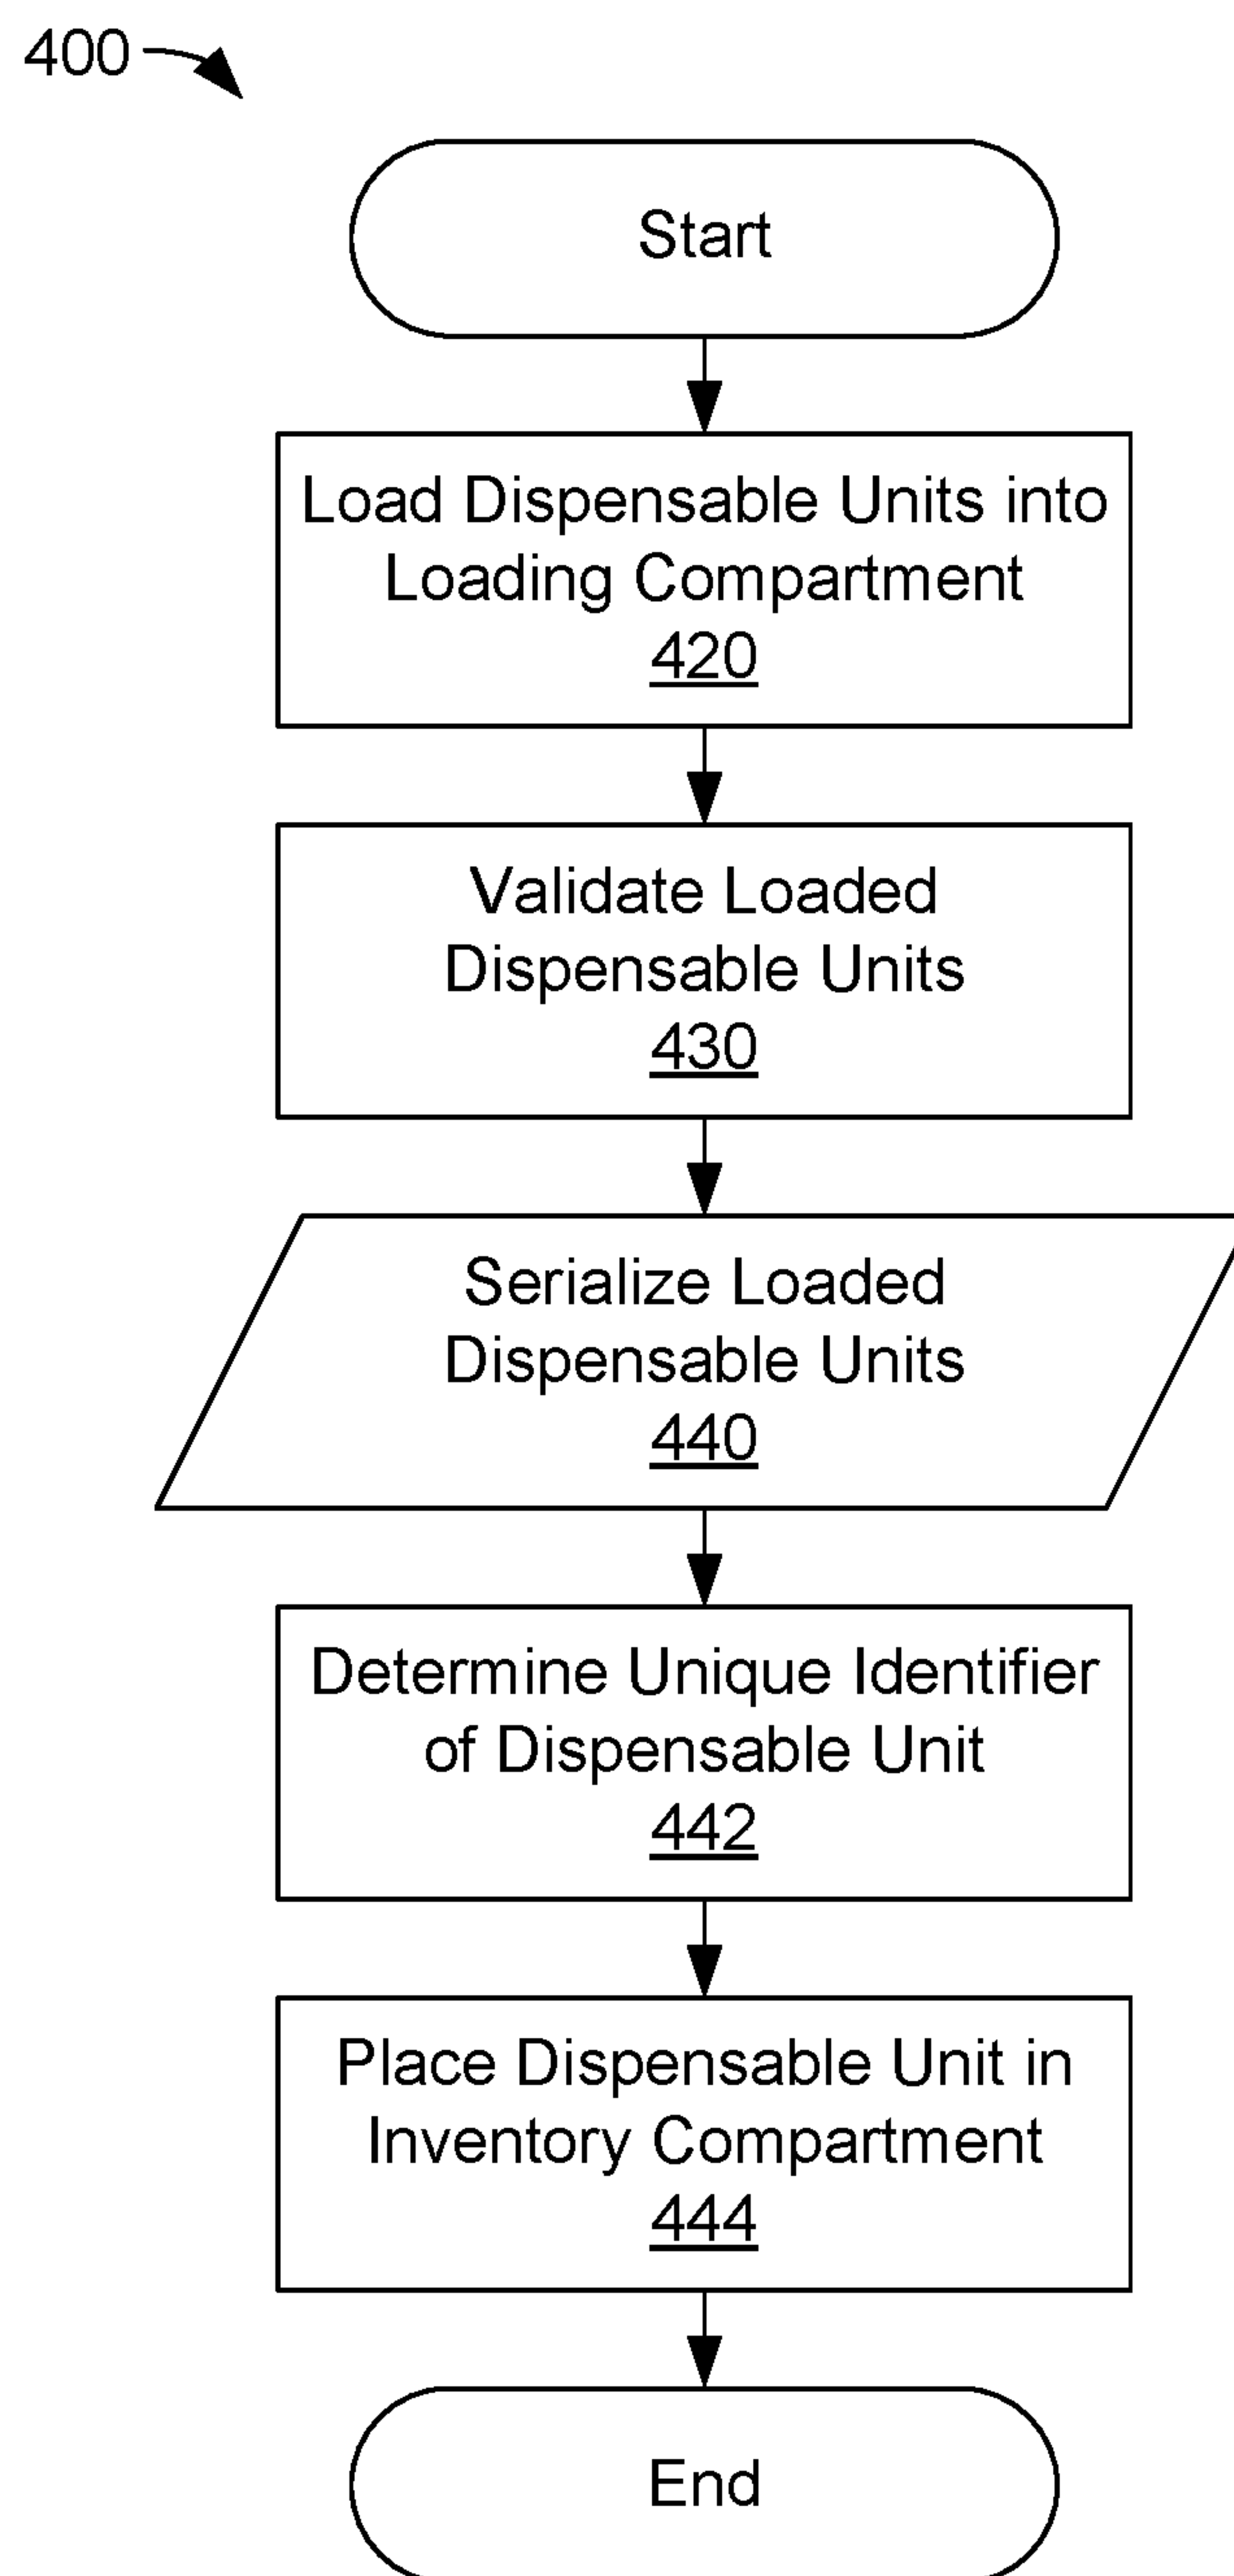 400
Start
Load Dispensable Units into
Loading Compartment
420
Validate Loaded
Dispensable Units
430
Serialize Loaded
Dispensable Units
440
Determine Unique Identifier
of Dispensable Unit
442
Place Dispensable Unit in
Inventory Compartment
444
End